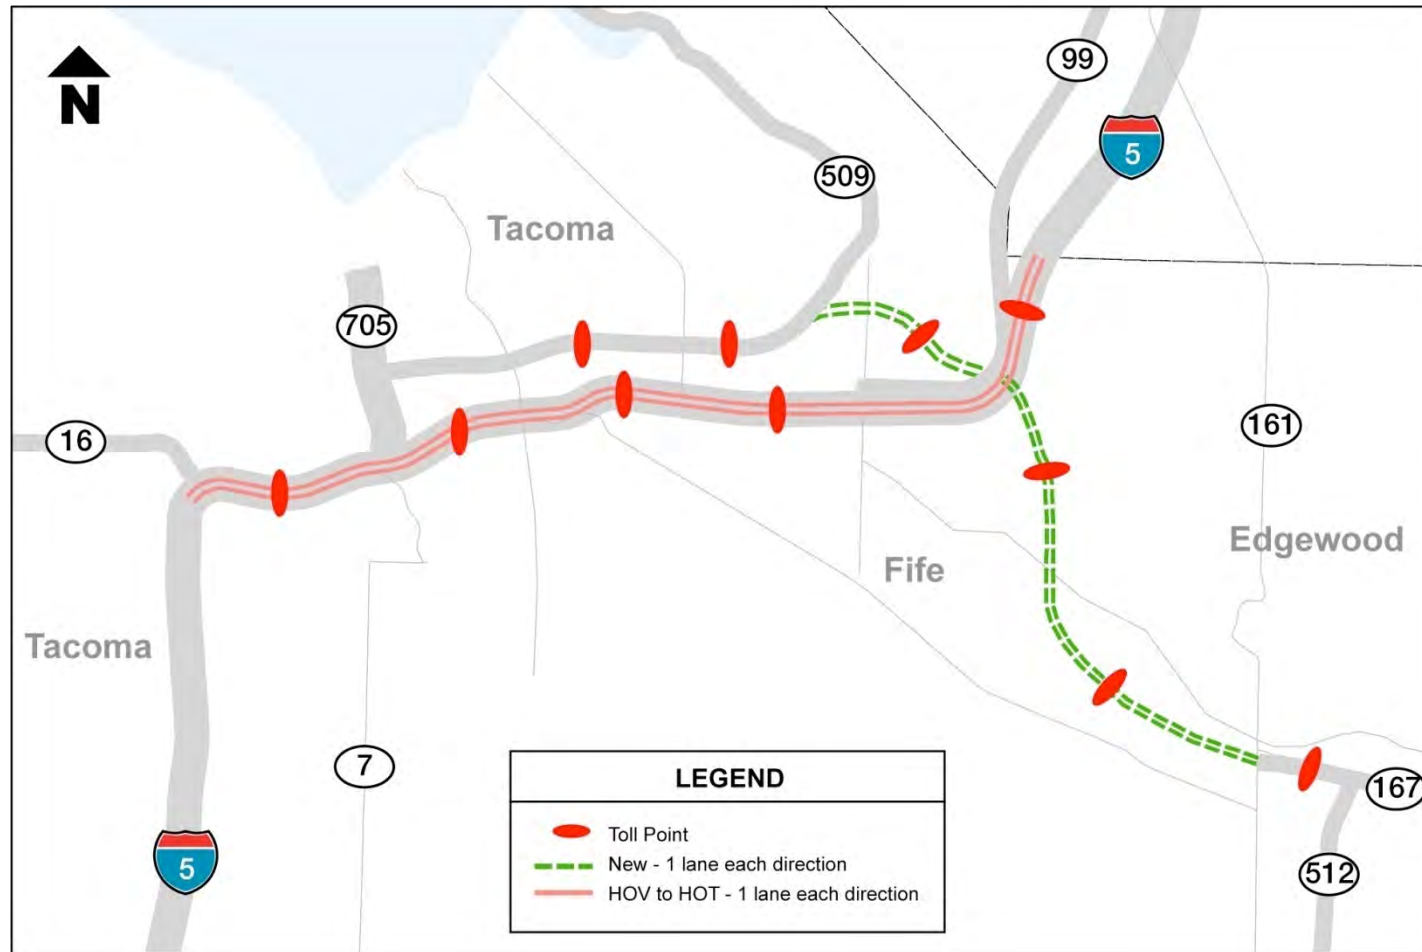 N
99
5
509
Tacoma
705
16
161
Edgewood
Fife
Tacoma
7
167
5
512
LEGEND
Toll Point
New - 1 lane each direction
HOV to HOT - 1 lane each direction